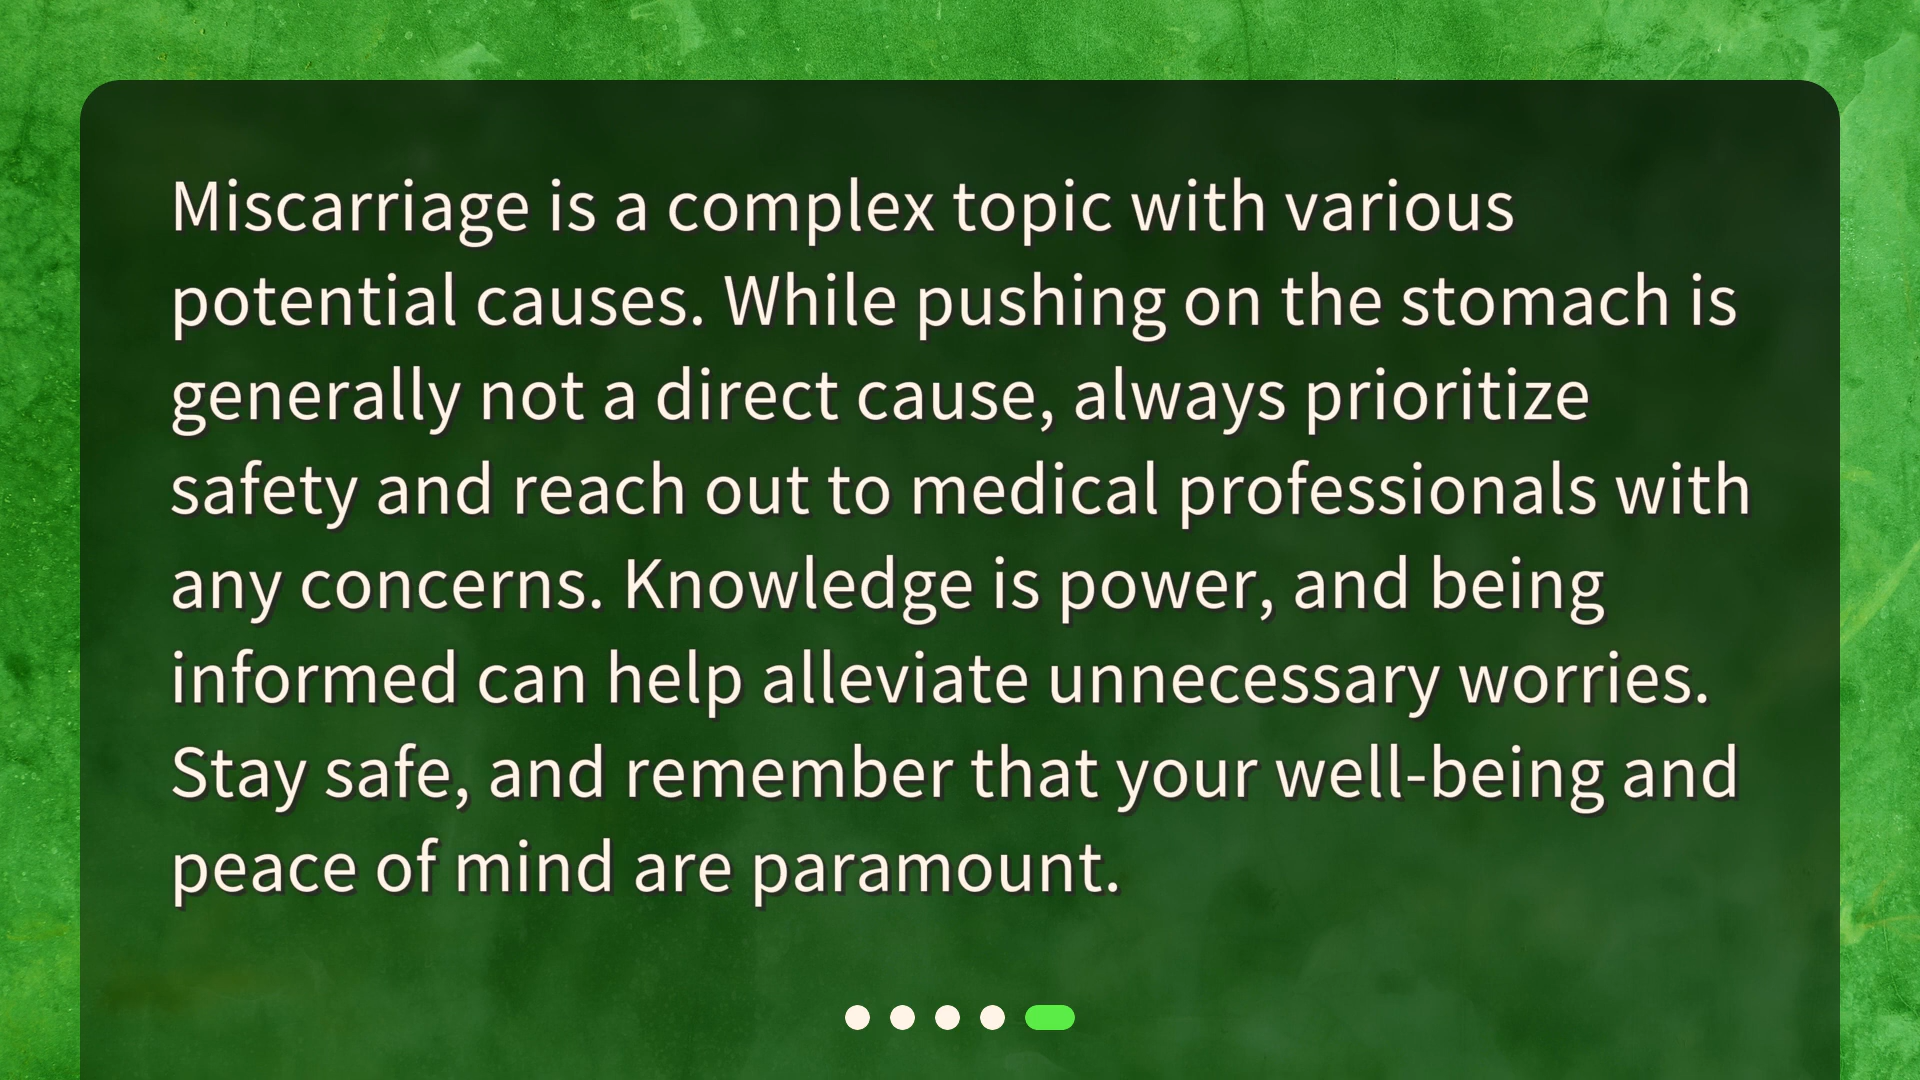 Miscarriage is a complex topic with various
potential causes. While pushing on the stomach is
generally not a direct cause, always prioritize
safety and reach out to medical professionals with
any concerns. Knowledge is power, and being
informed can help alleviate unnecessary worries.
Stay safe, and remember that your well-being and
peace of mind are paramount.